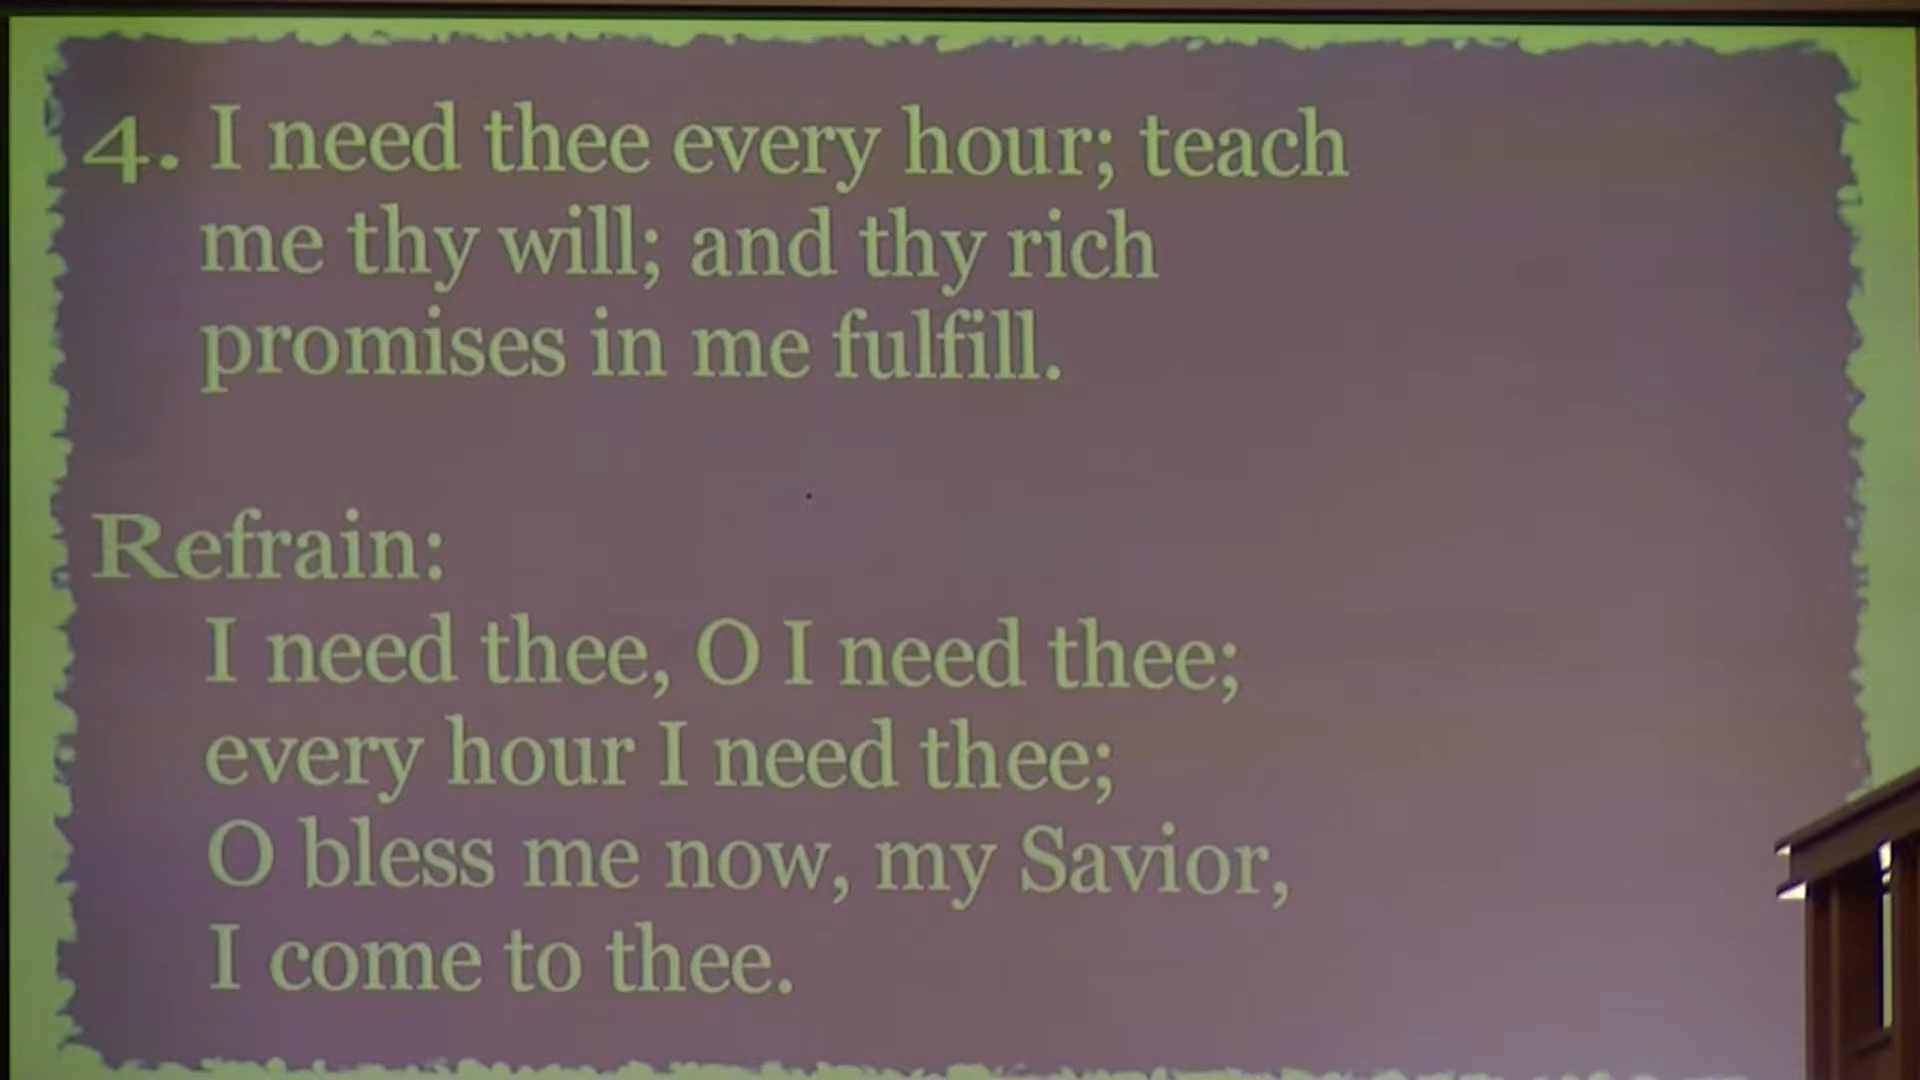 4. I need thee every hour; teach
me thy will; and thy rich
promises in me fulfill.
Refrain:
I need thee, O I need thee;
every hour I need thee;
O bless me now, my Savior,
I come to thee.